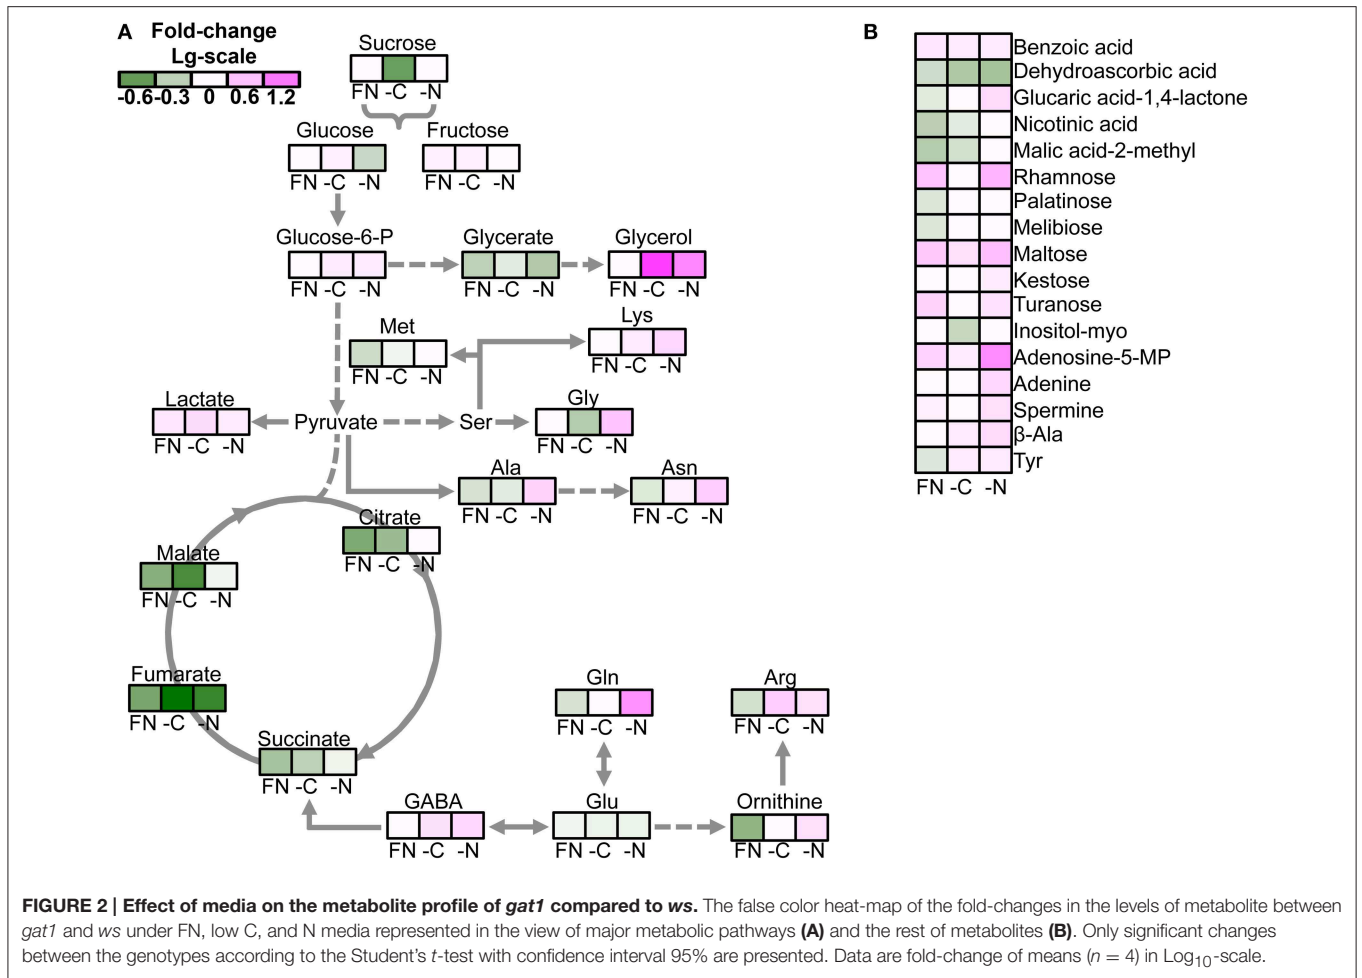 A
Fold-change
Lg-scale
-0.6 -0.3 0 0.6 1.2
Sucrose
FN -C -N
Glucose
FN -C -N
Fructose
FN -C -N
Glucose-6-P
FN -C -N
Glycerate
FN -C -N
Glycerol
FN -C -N
Met
FN -C -N
Lys
FN -C -N
Lactate
FN -C -N
Pyruvate
Ser
Gly
FN -C -N
Ala
FN -C -N
Asn
FN -C -N
Citrate
FN -C -N
Malate
FN -C -N
Fumarate
FN -C -N
Succinate
FN -C -N
Gln
FN -C -N
Arg
FN -C -N
GABA
FN -C -N
Glu
FN -C -N
Ornithine
FN -C -N
B
Benzoic acid
Dehydroascorbic acid
Glucaric acid-1,4-lactone
Nicotinic acid
Malic acid-2-methyl
Rhamnose
Palatinose
Melibiose
Maltose
Kestose
Turanose
Inositol-myo
Adenosine-5-MP
Adenine
Spermine
β-Ala
Tyr
FN -C -N
FIGURE 2 | Effect of media on the metabolite profile of gat1 compared to ws. The false color heat-map of the fold-changes in the levels of metabolite between
gat1 and ws under FN, low C, and N media represented in the view of major metabolic pathways (A) and the rest of metabolites (B). Only significant changes
between the genotypes according to the Student's t-test with confidence interval 95% are presented. Data are fold-change of means (n = 4) in Log10-scale.